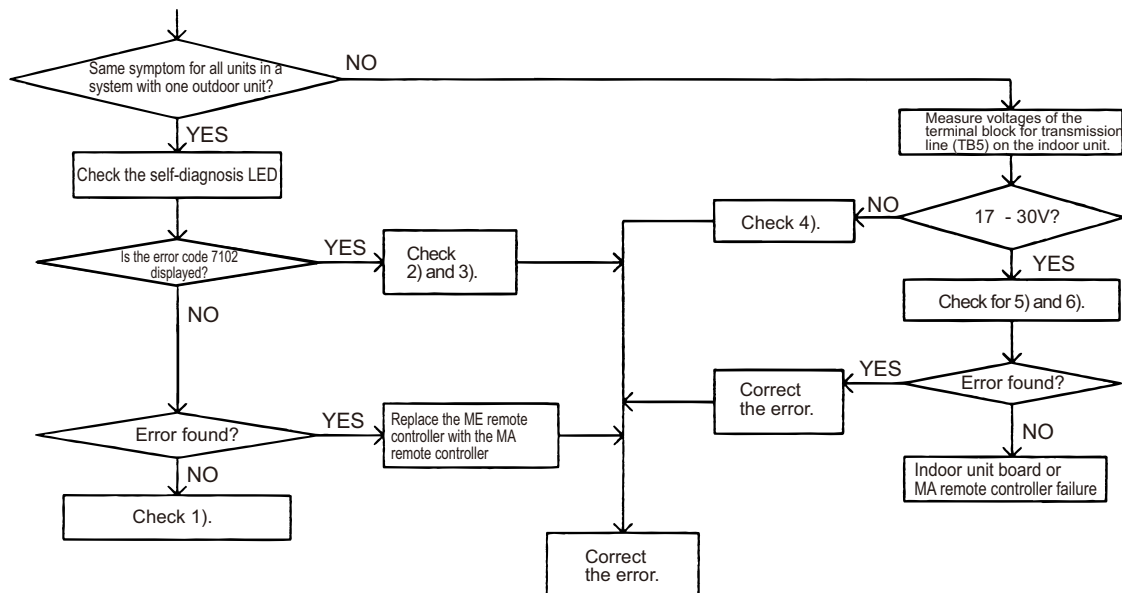 Same symptom for all units in a
system with one outdoor unit?
NO
YES
Measure voltages of the
terminal block for transmission
line (TB5) on the indoor unit.
Check the self-diagnosis LED
17 - 30V?
NO
Check 4).
YES
Is the error code 7102
displayed?
YES
Check
2) and 3).
NO
Check for 5) and 6).
Error found?
YES
Correct
the error.
NO
Indoor unit board or
MA remote controller failure
Error found?
YES
Replace the ME remote
controller with the MA
remote controller
NO
Check 1).
Correct
the error.